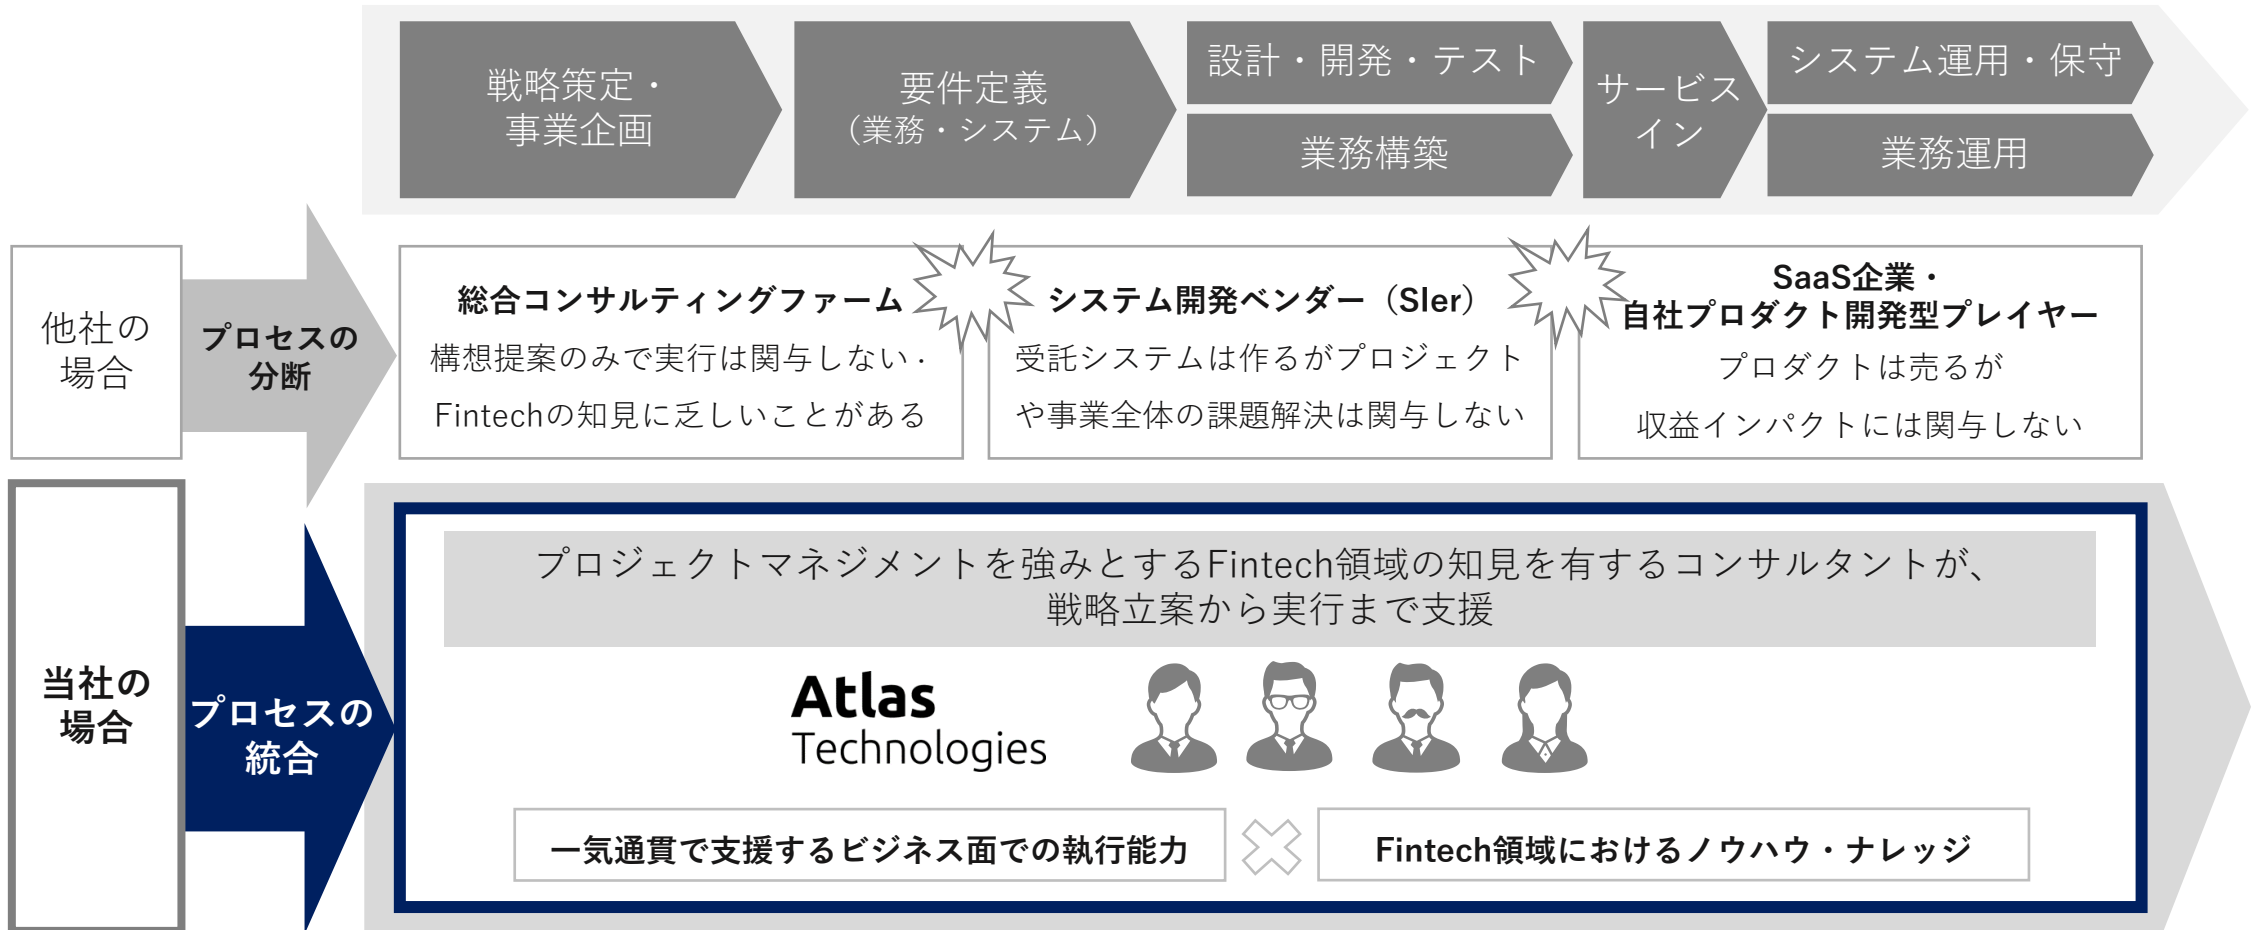 戦略策定・
事業企画
要件定義
（業務・システム）
設計・開発・テスト
業務構築
サービス
イン
システム運用・保守
業務運用
他社の
場合
プロセスの
分断
総合コンサルティングファーム
構想提案のみで実行は関与しない・
Fintechの知見に乏しいことがある
システム開発ベンダー（SIer）
受託システムは作るがプロジェクト
や事業全体の課題解決は関与しない
SaaS企業・
自社プロダクト開発型プレイヤー
プロダクトは売るが
収益インパクトには関与しない
当社の
場合
プロセスの
統合
プロジェクトマネジメントを強みとするFintech領域の知見を有するコンサルタントが、
戦略立案から実行まで支援
Atlas
Technologies
一気通貫で支援するビジネス面での執行能力
Fintech領域におけるノウハウ・ナレッジ